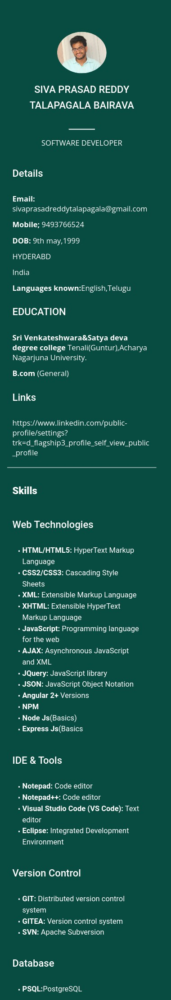 SIVA PRASAD REDDY
TALAPAGALA BAIRAVA
SOFTWARE DEVELOPER
Details
Email:
sivaprasadreddytalapagala@gmail.com
Mobile; 9493766524
DOB: 9th may,1999
HYDERABD
India
Languages known:English,Telugu
EDUCATION
Sri Venkateshwara&Satya deva
degree college Tenali(Guntur),Acharya
Nagarjuna University.
B.com (General)
Links
https://www.linkedin.com/public-
profile/settings?
trk=d_flagship3_profile_self_view_public
_profile
Skills
Web Technologies
• HTML/HTML5: HyperText Markup
Language
• CSS2/CSS3: Cascading Style
Sheets
• XML: Extensible Markup Language
• XHTML: Extensible HyperText
Markup Language
• JavaScript: Programming language
for the web
• AJAX: Asynchronous JavaScript
and XML
• JQuery: JavaScript library
• JSON: JavaScript Object Notation
• Angular 2+ Versions
• NPM
• Node Js(Basics)
• Express Js(Basics
IDE & Tools
• Notepad: Code editor
• Notepad++: Code editor
• Visual Studio Code (VS Code): Text
editor
• Eclipse: Integrated Development
Environment
Version Control
• GIT: Distributed version control
system
• GITEA: Version control system
• SVN: Apache Subversion
Database
• PSQL:PostgreSQL